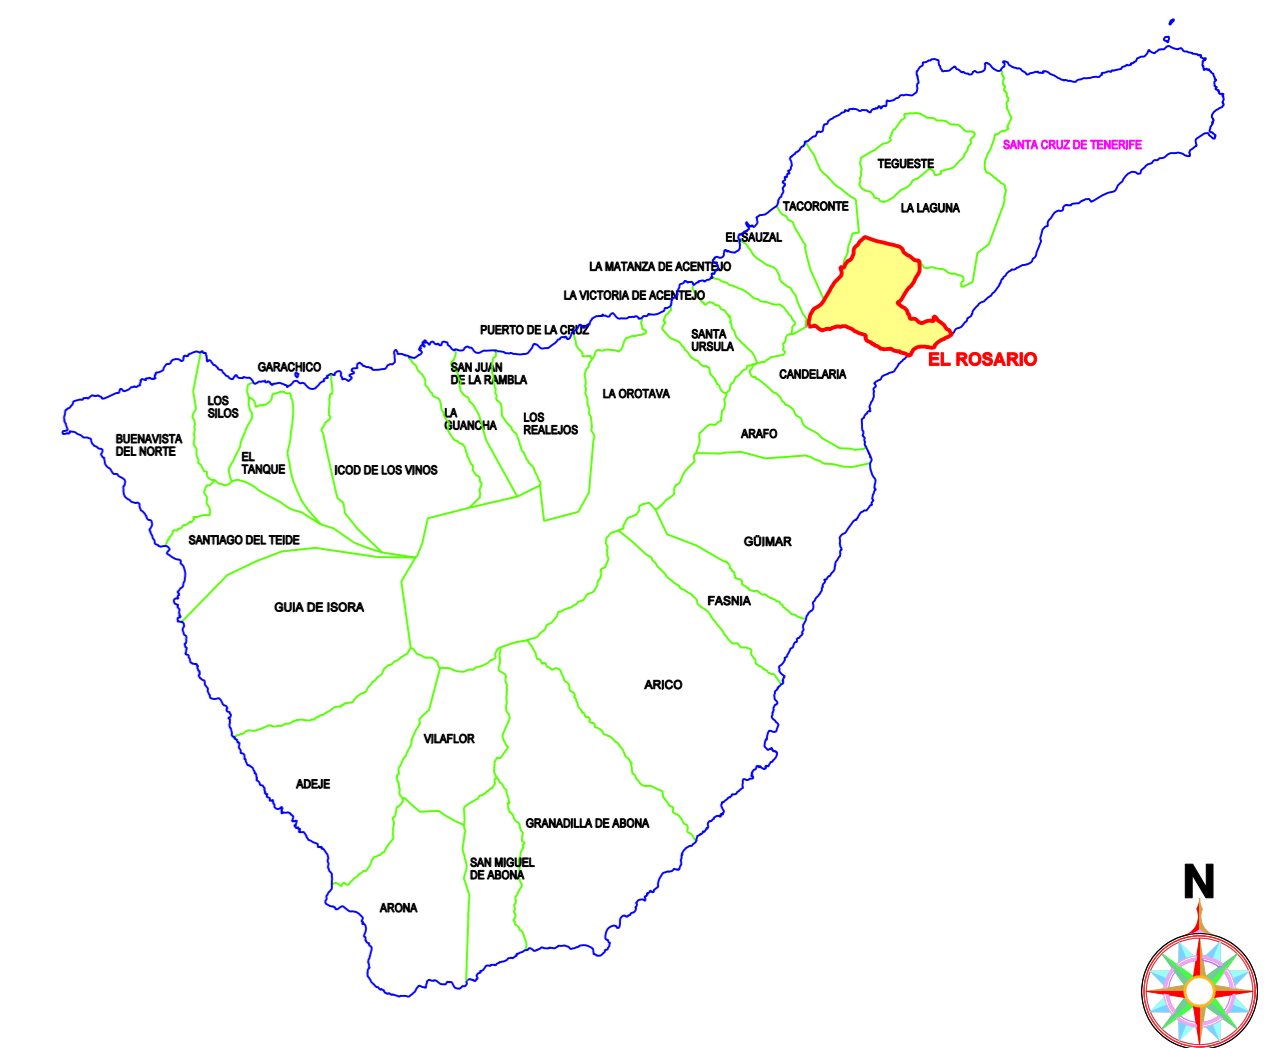 SANTA CRUZ DE TENERIFE
TEGUESTE
LA LAGUNA
TACORONTE
EL SAUZAL
LA MATANZA DE ACENTEJO
LA VICTORIA DE ACENTEJO
PUERTO DE LA CRUZ
SANTA
URSULA
EL ROSARIO
GARACHICO
SAN JUAN
DE LA RAMBLA
CANDELARIA
LA OROTAVA
LOS
SILOS
LA
GUANCHA
LOS
REALEJOS
ARAFO
BUENAVISTA
DEL NORTE
EL
TANQUE
ICOD DE LOS VINOS
SANTIAGO DEL TEIDE
GÜIMAR
GUIA DE ISORA
FASNIA
ARICO
VILAFLOR
ADEJE
GRANADILLA DE ABONA
SAN MIGUEL
DE ABONA
ARONA
N